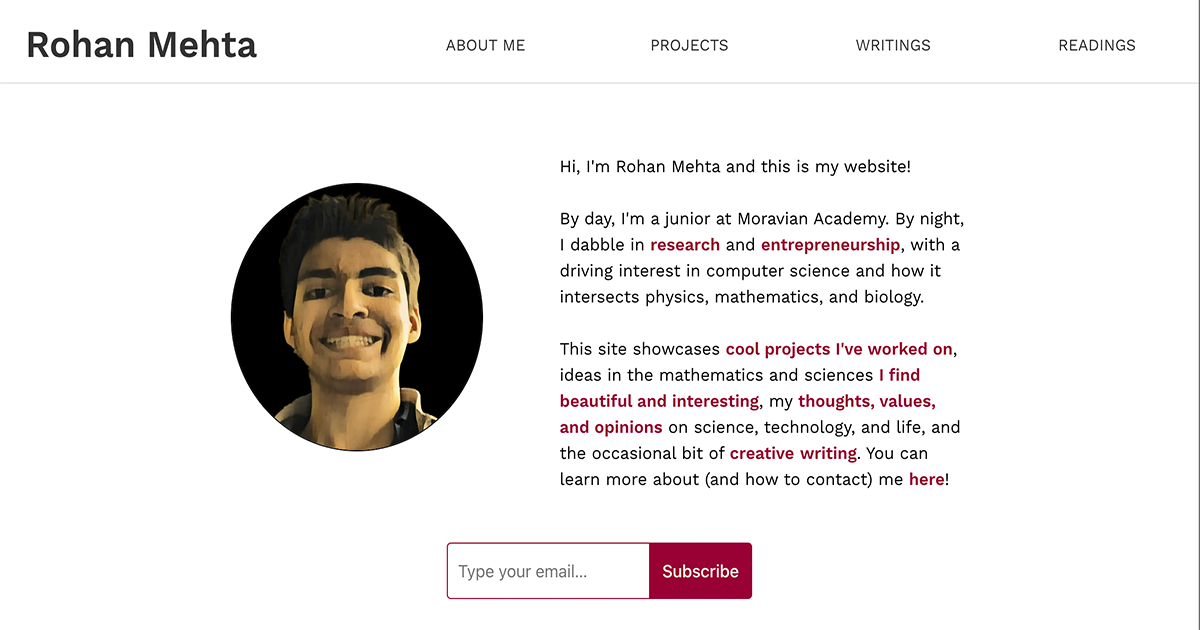 Rohan Mehta
ABOUT ME
PROJECTS
WRITINGS
READINGS
Hi, I'm Rohan Mehta and this is my website!
By day, I'm a junior at Moravian Academy. By night,
I dabble in research and entrepreneurship, with a
driving interest in computer science and how it
intersects physics, mathematics, and biology.
This site showcases cool projects I've worked on,
ideas in the mathematics and sciences I find
beautiful and interesting, my thoughts, values,
and opinions on science, technology, and life, and
the occasional bit of creative writing. You can
learn more about (and how to contact) me here!
Type your email...
Subscribe